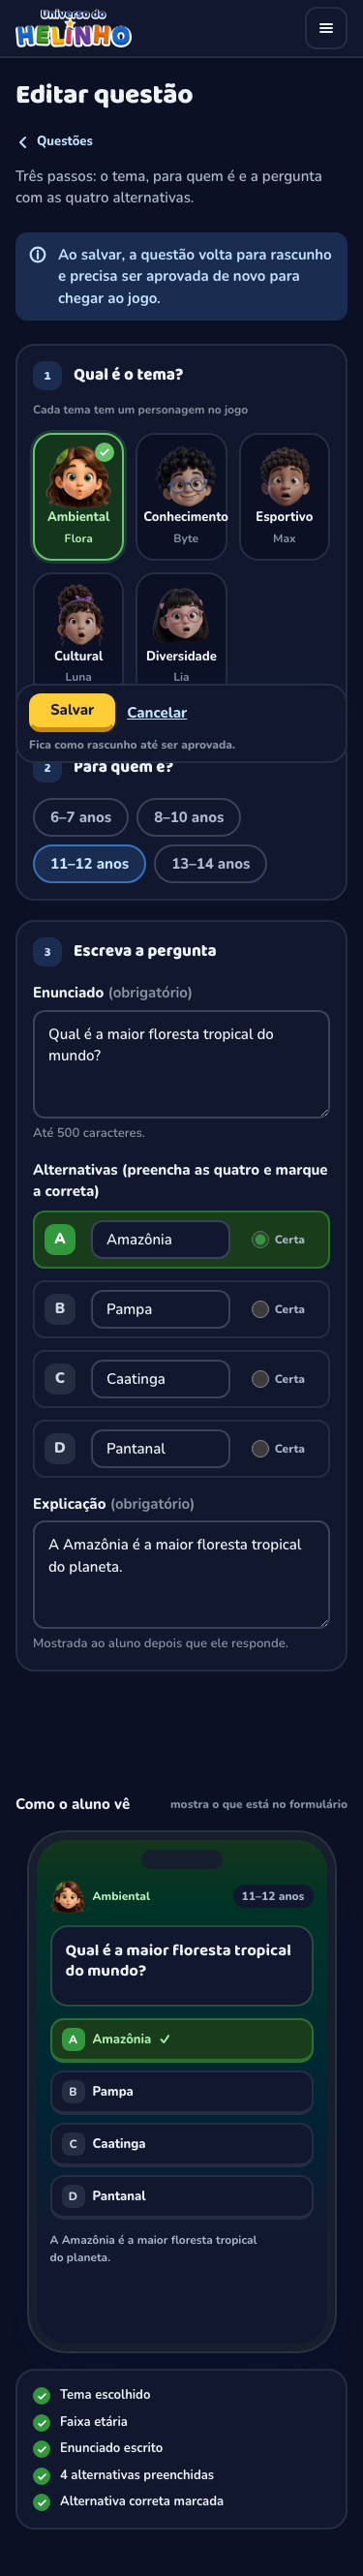 Universo do
HELINHO
Editar questão
Questões
Três passos: o tema, para quem é e a pergunta
com as quatro alternativas.
Ao salvar, a questão volta para rascunho
e precisa ser aprovada de novo para
chegar ao jogo.
1 Qual é o tema?
Cada tema tem um personagem no jogo
Ambiental Conhecimento Esportivo
Flora Byte Max
Cultural Diversidade
Luna Lia
Salvar Cancelar
Fica como rascunho até ser aprovada.
2 Para quem é?
6–7 anos 8–10 anos
11–12 anos 13–14 anos
3 Escreva a pergunta
Enunciado (obrigatório)
Qual é a maior floresta tropical do
mundo?
Até 500 caracteres.
Alternativas (preencha as quatro e marque
a correta)
A Amazônia Certa
B Pampa Certa
C Caatinga Certa
D Pantanal Certa
Explicação (obrigatório)
A Amazônia é a maior floresta tropical
do planeta.
Mostrada ao aluno depois que ele responde.
Como o aluno vê mostra o que está no formulário
Ambiental 11–12 anos
Qual é a maior floresta tropical
do mundo?
A Amazônia
B Pampa
C Caatinga
D Pantanal
A Amazônia é a maior floresta tropical
do planeta.
Tema escolhido
Faixa etária
Enunciado escrito
4 alternativas preenchidas
Alternativa correta marcada